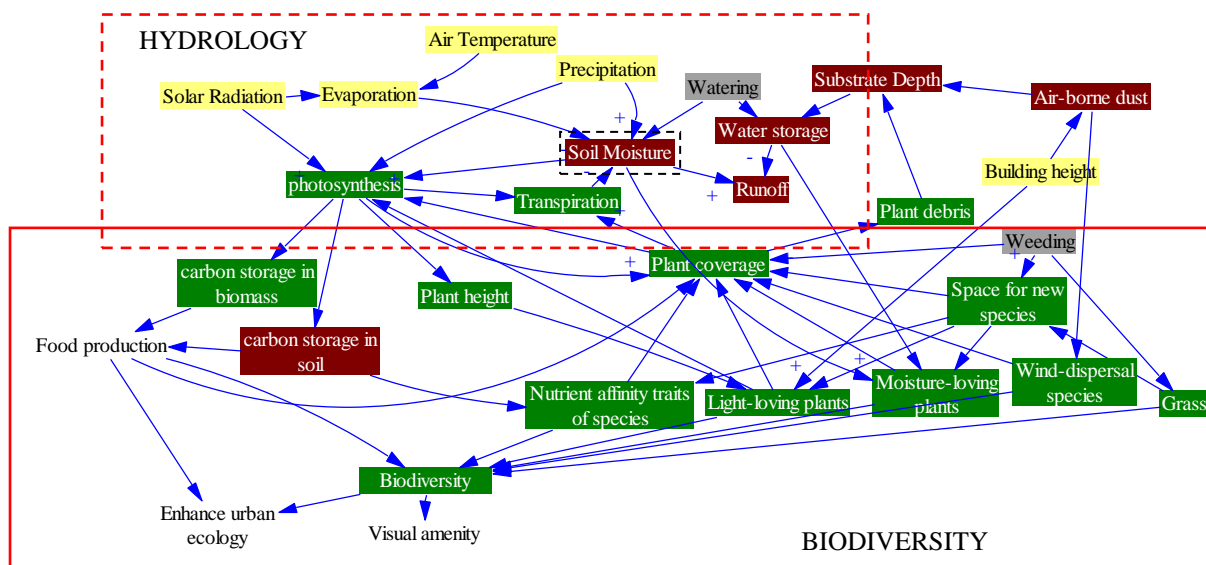 HYDROLOGY
Air Temperature
Precipitation
Solar Radiation
Evaporation
Watering
Substrate Depth
Air-borne dust
+
Water storage
Soil Moisture
-
-
-
Building height
+
+
photosynthesis
+
Runoff
Transpiration
+
Plant debris
Weeding
+
carbon storage in
biomass
+
Plant coverage
Plant height
Space for new
species
Food production
carbon storage in
soil
+
+
Nutrient affinity traits
of species
Light-loving plants
Moisture-loving
plants
Wind-dispersal
species
Grass
Biodiversity
Enhance urban
ecology
Visual amenity
BIODIVERSITY